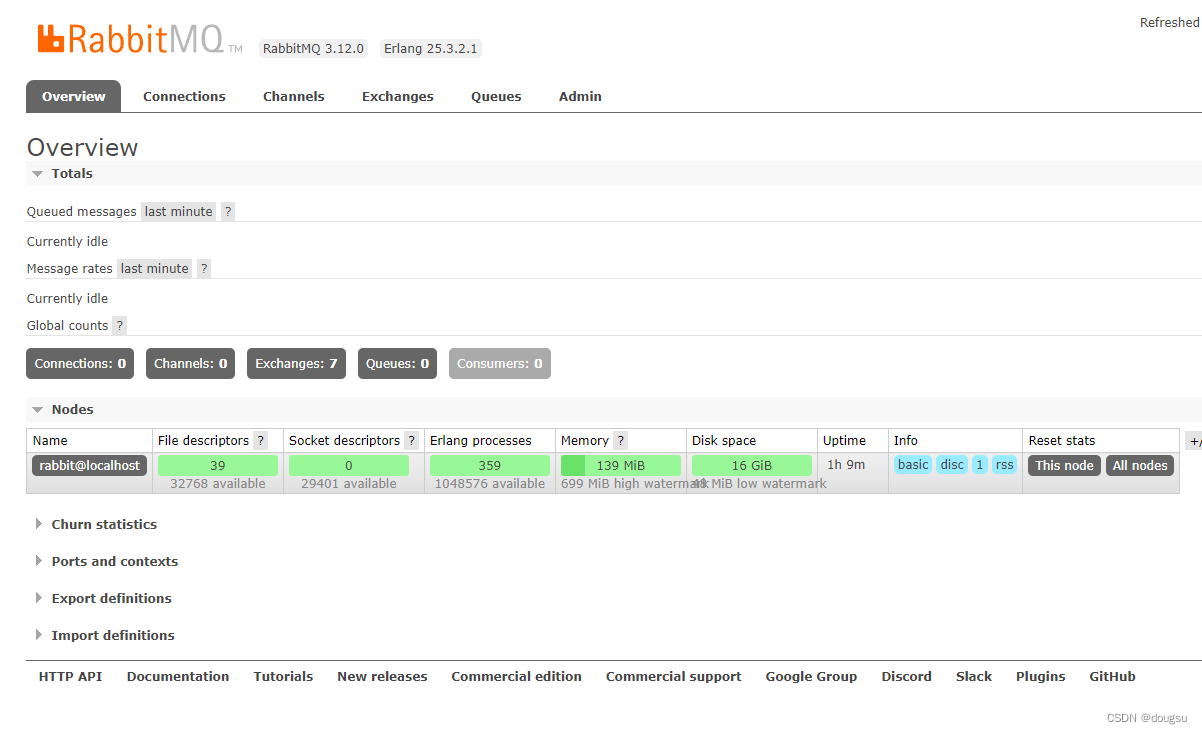 Refreshed
RabbitMQ TM RabbitMQ 3.12.0 Erlang 25.3.2.1
Overview Connections Channels Exchanges Queues Admin
Overview
Totals
Queued messages last minute ?
Currently idle
Message rates last minute ?
Currently idle
Global counts ?
Connections: 0 Channels: 0 Exchanges: 7 Queues: 0 Consumers: 0
Nodes
Name File descriptors ? Socket descriptors ? Erlang processes Memory ? Disk space Uptime Info Reset stats +/
rabbit@localhost 39 0 359 139 MiB 16 GiB 1h 9m basic disc 1 rss This node All nodes
32768 available 29401 available 1048576 available 699 MiB high watermark 48 MiB low watermark
Churn statistics
Ports and contexts
Export definitions
Import definitions
HTTP API Documentation Tutorials New releases Commercial edition Commercial support Google Group Discord Slack Plugins GitHub
CSDN @dougsu